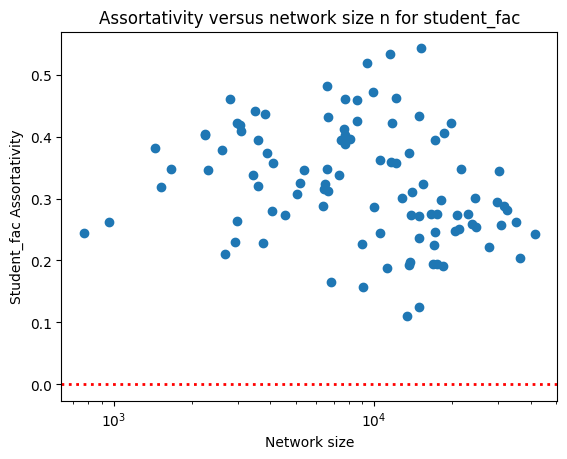 Assortativity versus network size n for student_fac
Student_fac Assortativity
0.5
0.4
0.3
0.2
0.1
0.0
10³
10⁴
Network size